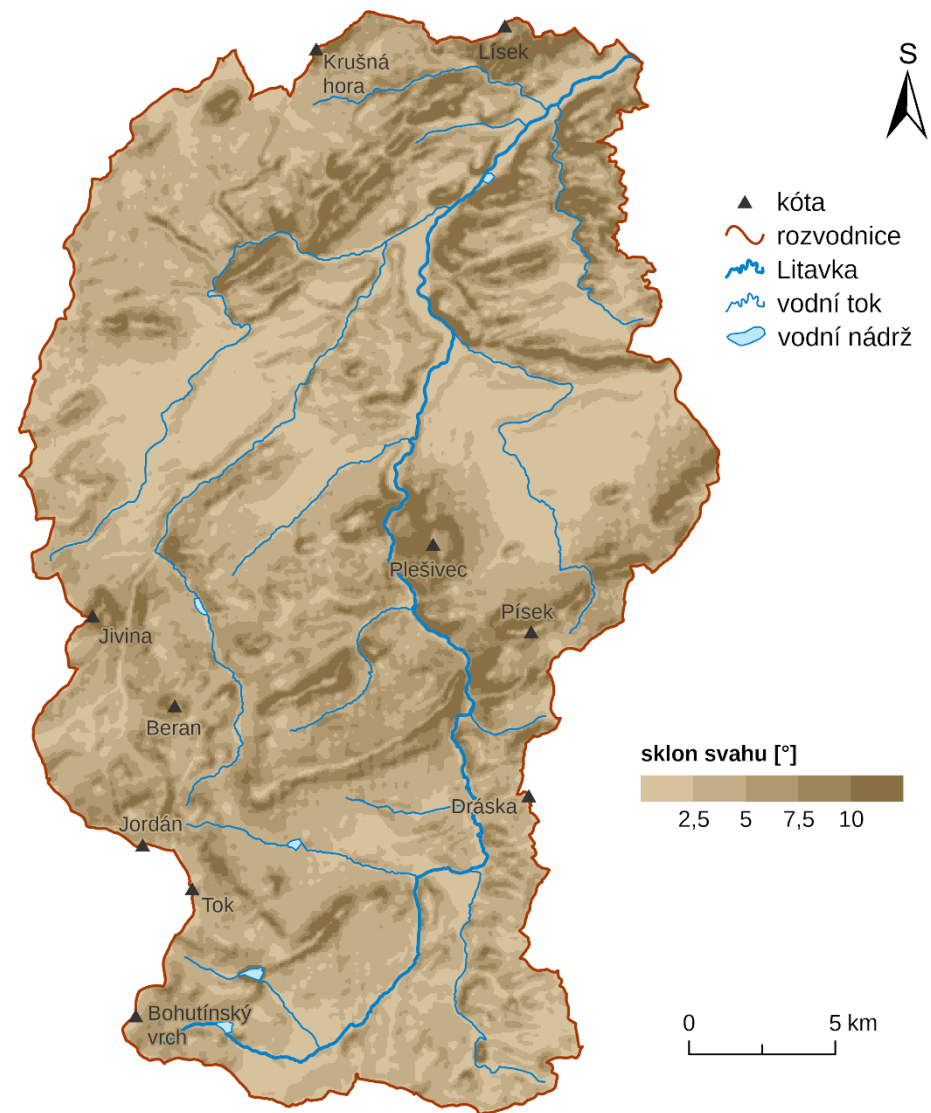 Lísek
Krušná
hora
S
kóta
rozvodnice
Litavka
vodní tok
vodní nádrž
Plešivec
Písek
Jivina
Beran
sklon svahu [°]
2,5 5 7,5 10
Dráska
Jordán
Tok
Bohutínský
vrch
0 5 km